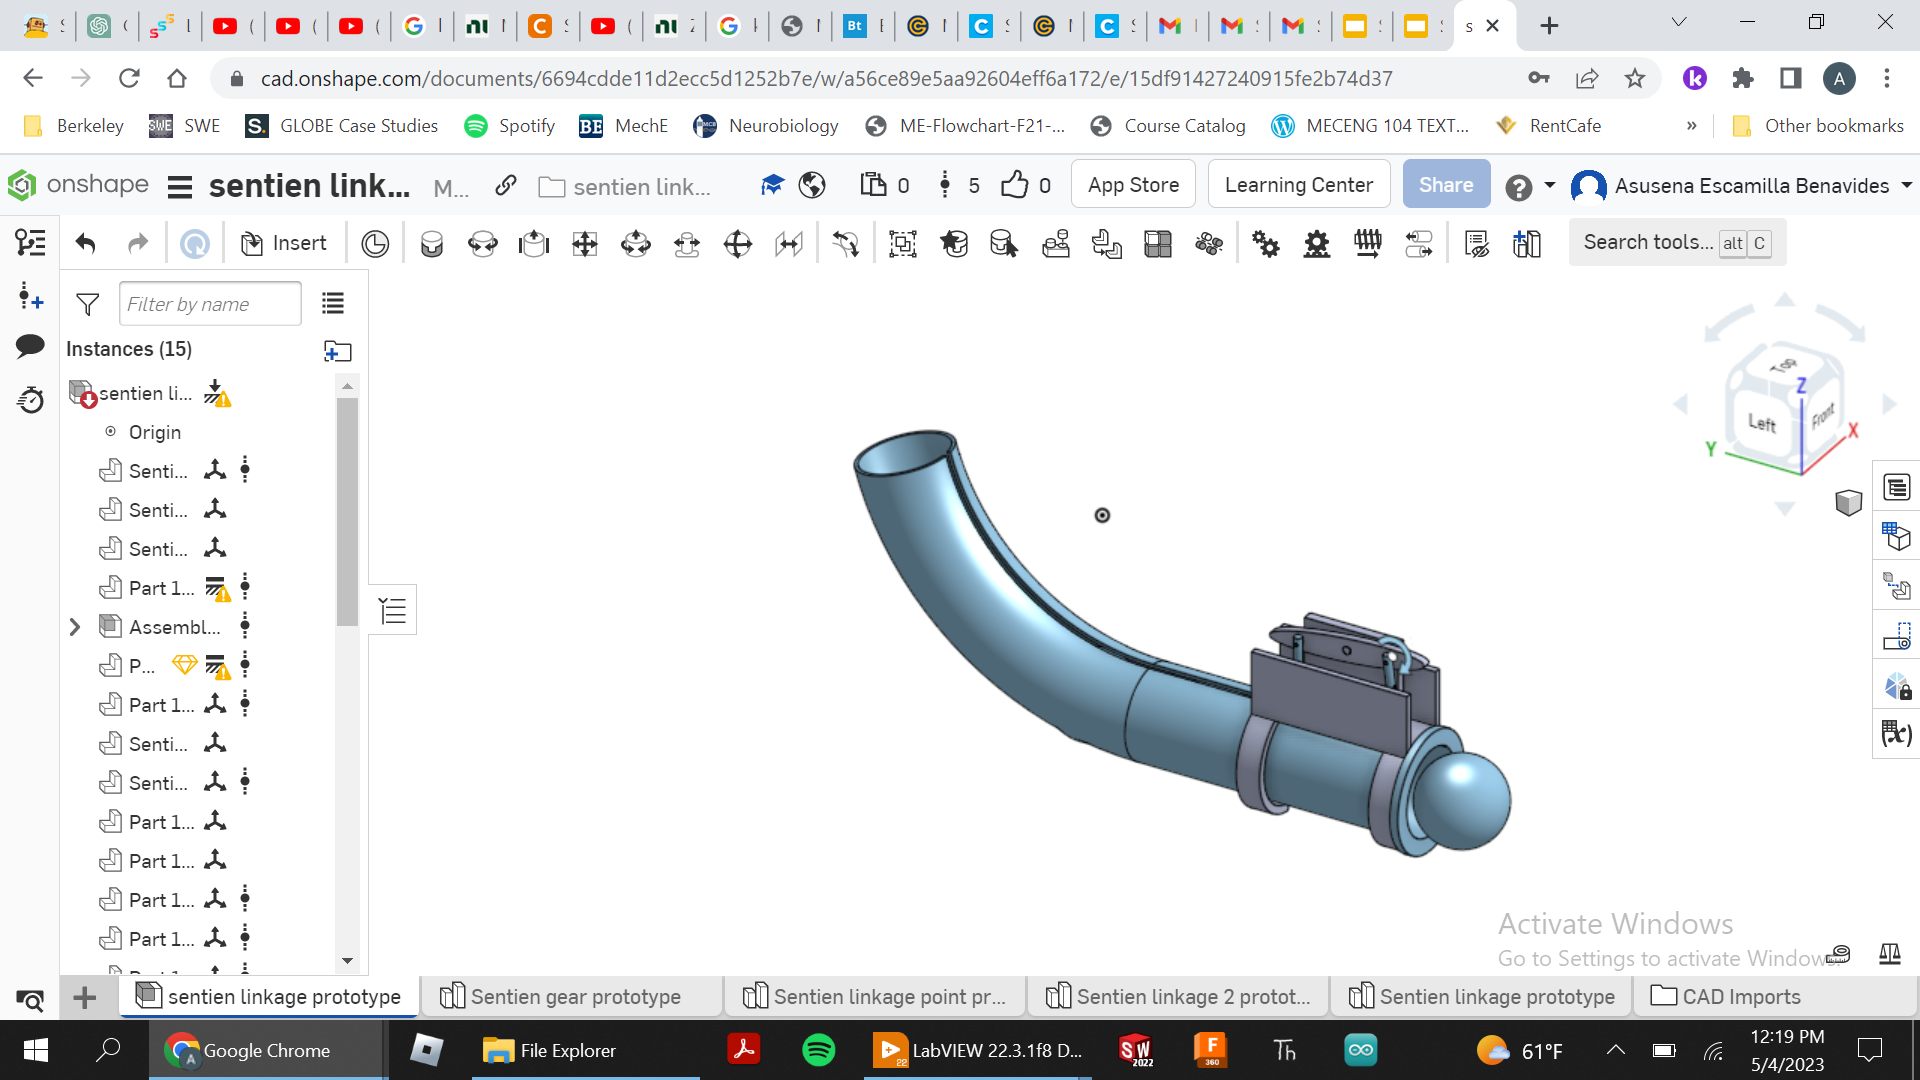 cad.onshape.com/documents/6694cdde11d2ecc5d1252b7e/w/a56ce89e5aa92604eff6a172/e/15df91427240915fe2b74d37
Berkeley SWE GLOBE Case Studies Spotify MechE Neurobiology ME-Flowchart-F21-... Course Catalog MECENG 104 TEXT... RentCafe » Other bookmarks
onshape sentien link... M... sentien link... 0 5 0 App Store Learning Center Share Asusena Escamilla Benavides
Insert Search tools... alt C
Filter by name
Instances (15)
sentien li...
Origin
Senti...
Senti...
Senti...
Part 1...
Assembl...
P...
Part 1...
Senti...
Senti...
Part 1...
Part 1...
Part 1...
Part 1...
Top
Left
Front
Z
X
Y
Activate Windows
Go to Settings to activate Windows.
sentien linkage prototype Sentien gear prototype Sentien linkage point pr... Sentien linkage 2 protot... Sentien linkage prototype CAD Imports
Google Chrome File Explorer LabVIEW 22.3.1f8 D... 61°F 12:19 PM
5/4/2023